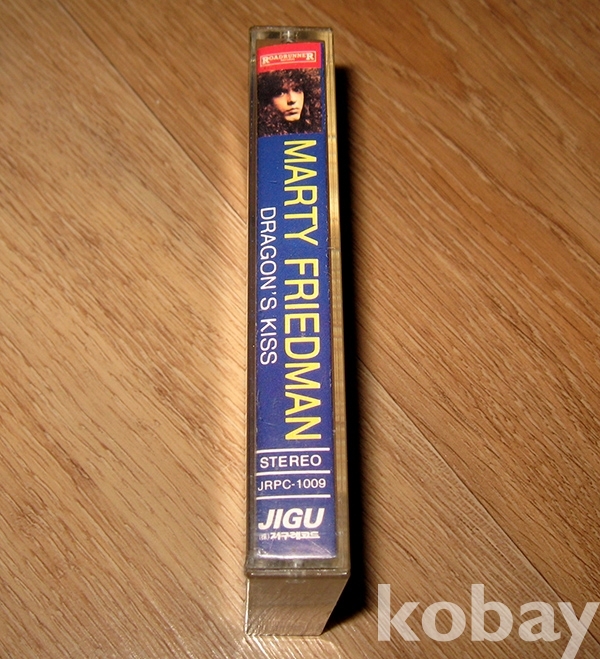 ROADRUNNER
MARTY FRIEDMAN
DRAGON'S KISS
STEREO
JRPC-1009
JIGU
지구레코드
kobay